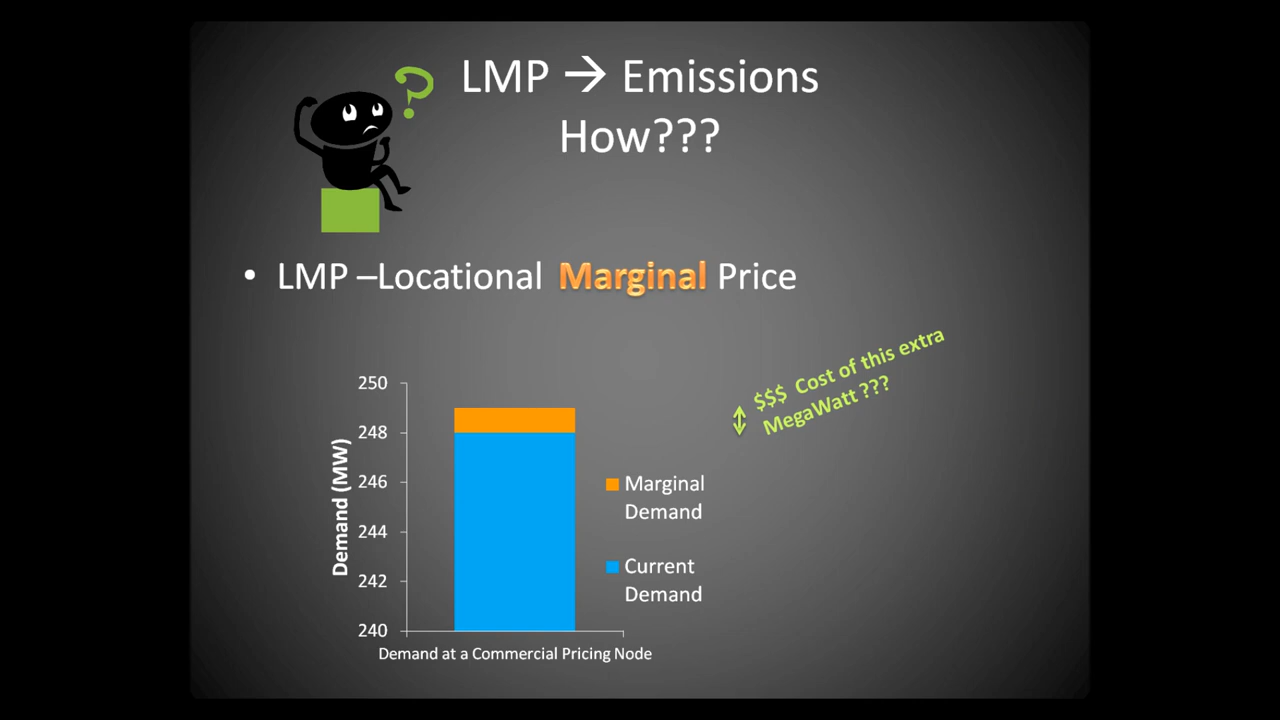 ?
LMP → Emissions
How???
• LMP –Locational Marginal Price
$$$ Cost of this extra
MegaWatt ???
250
248
246
244
242
240
Demand (MW)
Marginal
Demand
Current
Demand
Demand at a Commercial Pricing Node